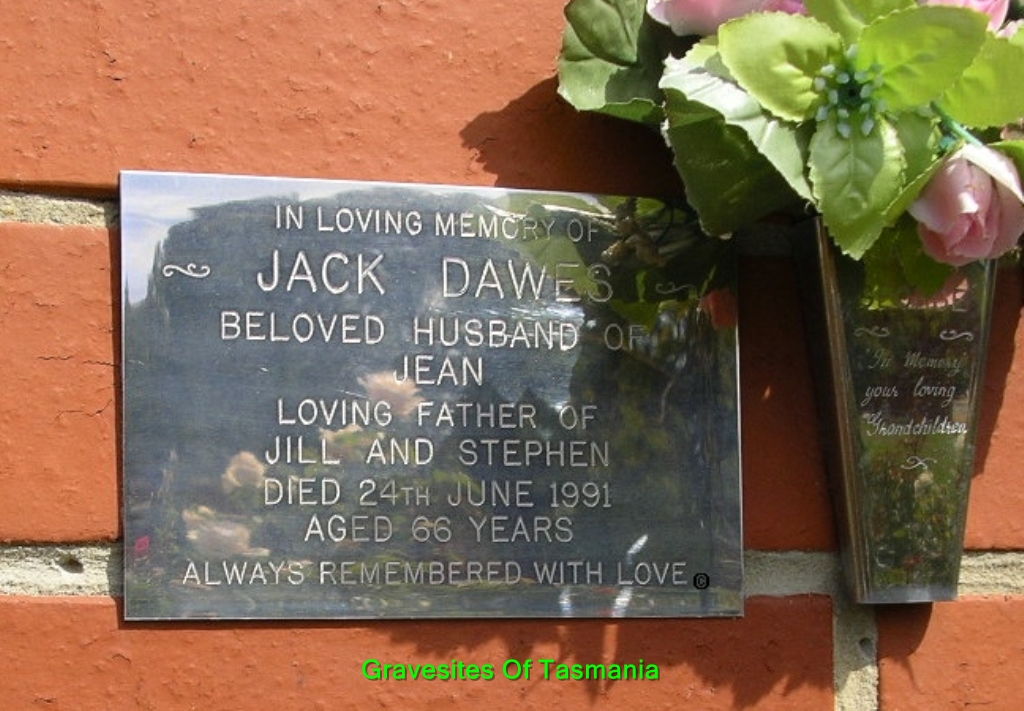 IN LOVING MEMORY OF
JACK DAWES
BELOVED HUSBAND OF
JEAN
LOVING FATHER OF
JILL AND STEPHEN
DIED 24TH JUNE 1991
AGED 66 YEARS
ALWAYS REMEMBERED WITH LOVE
©
In Memory
your loving
Grandchildren
Gravesites Of Tasmania